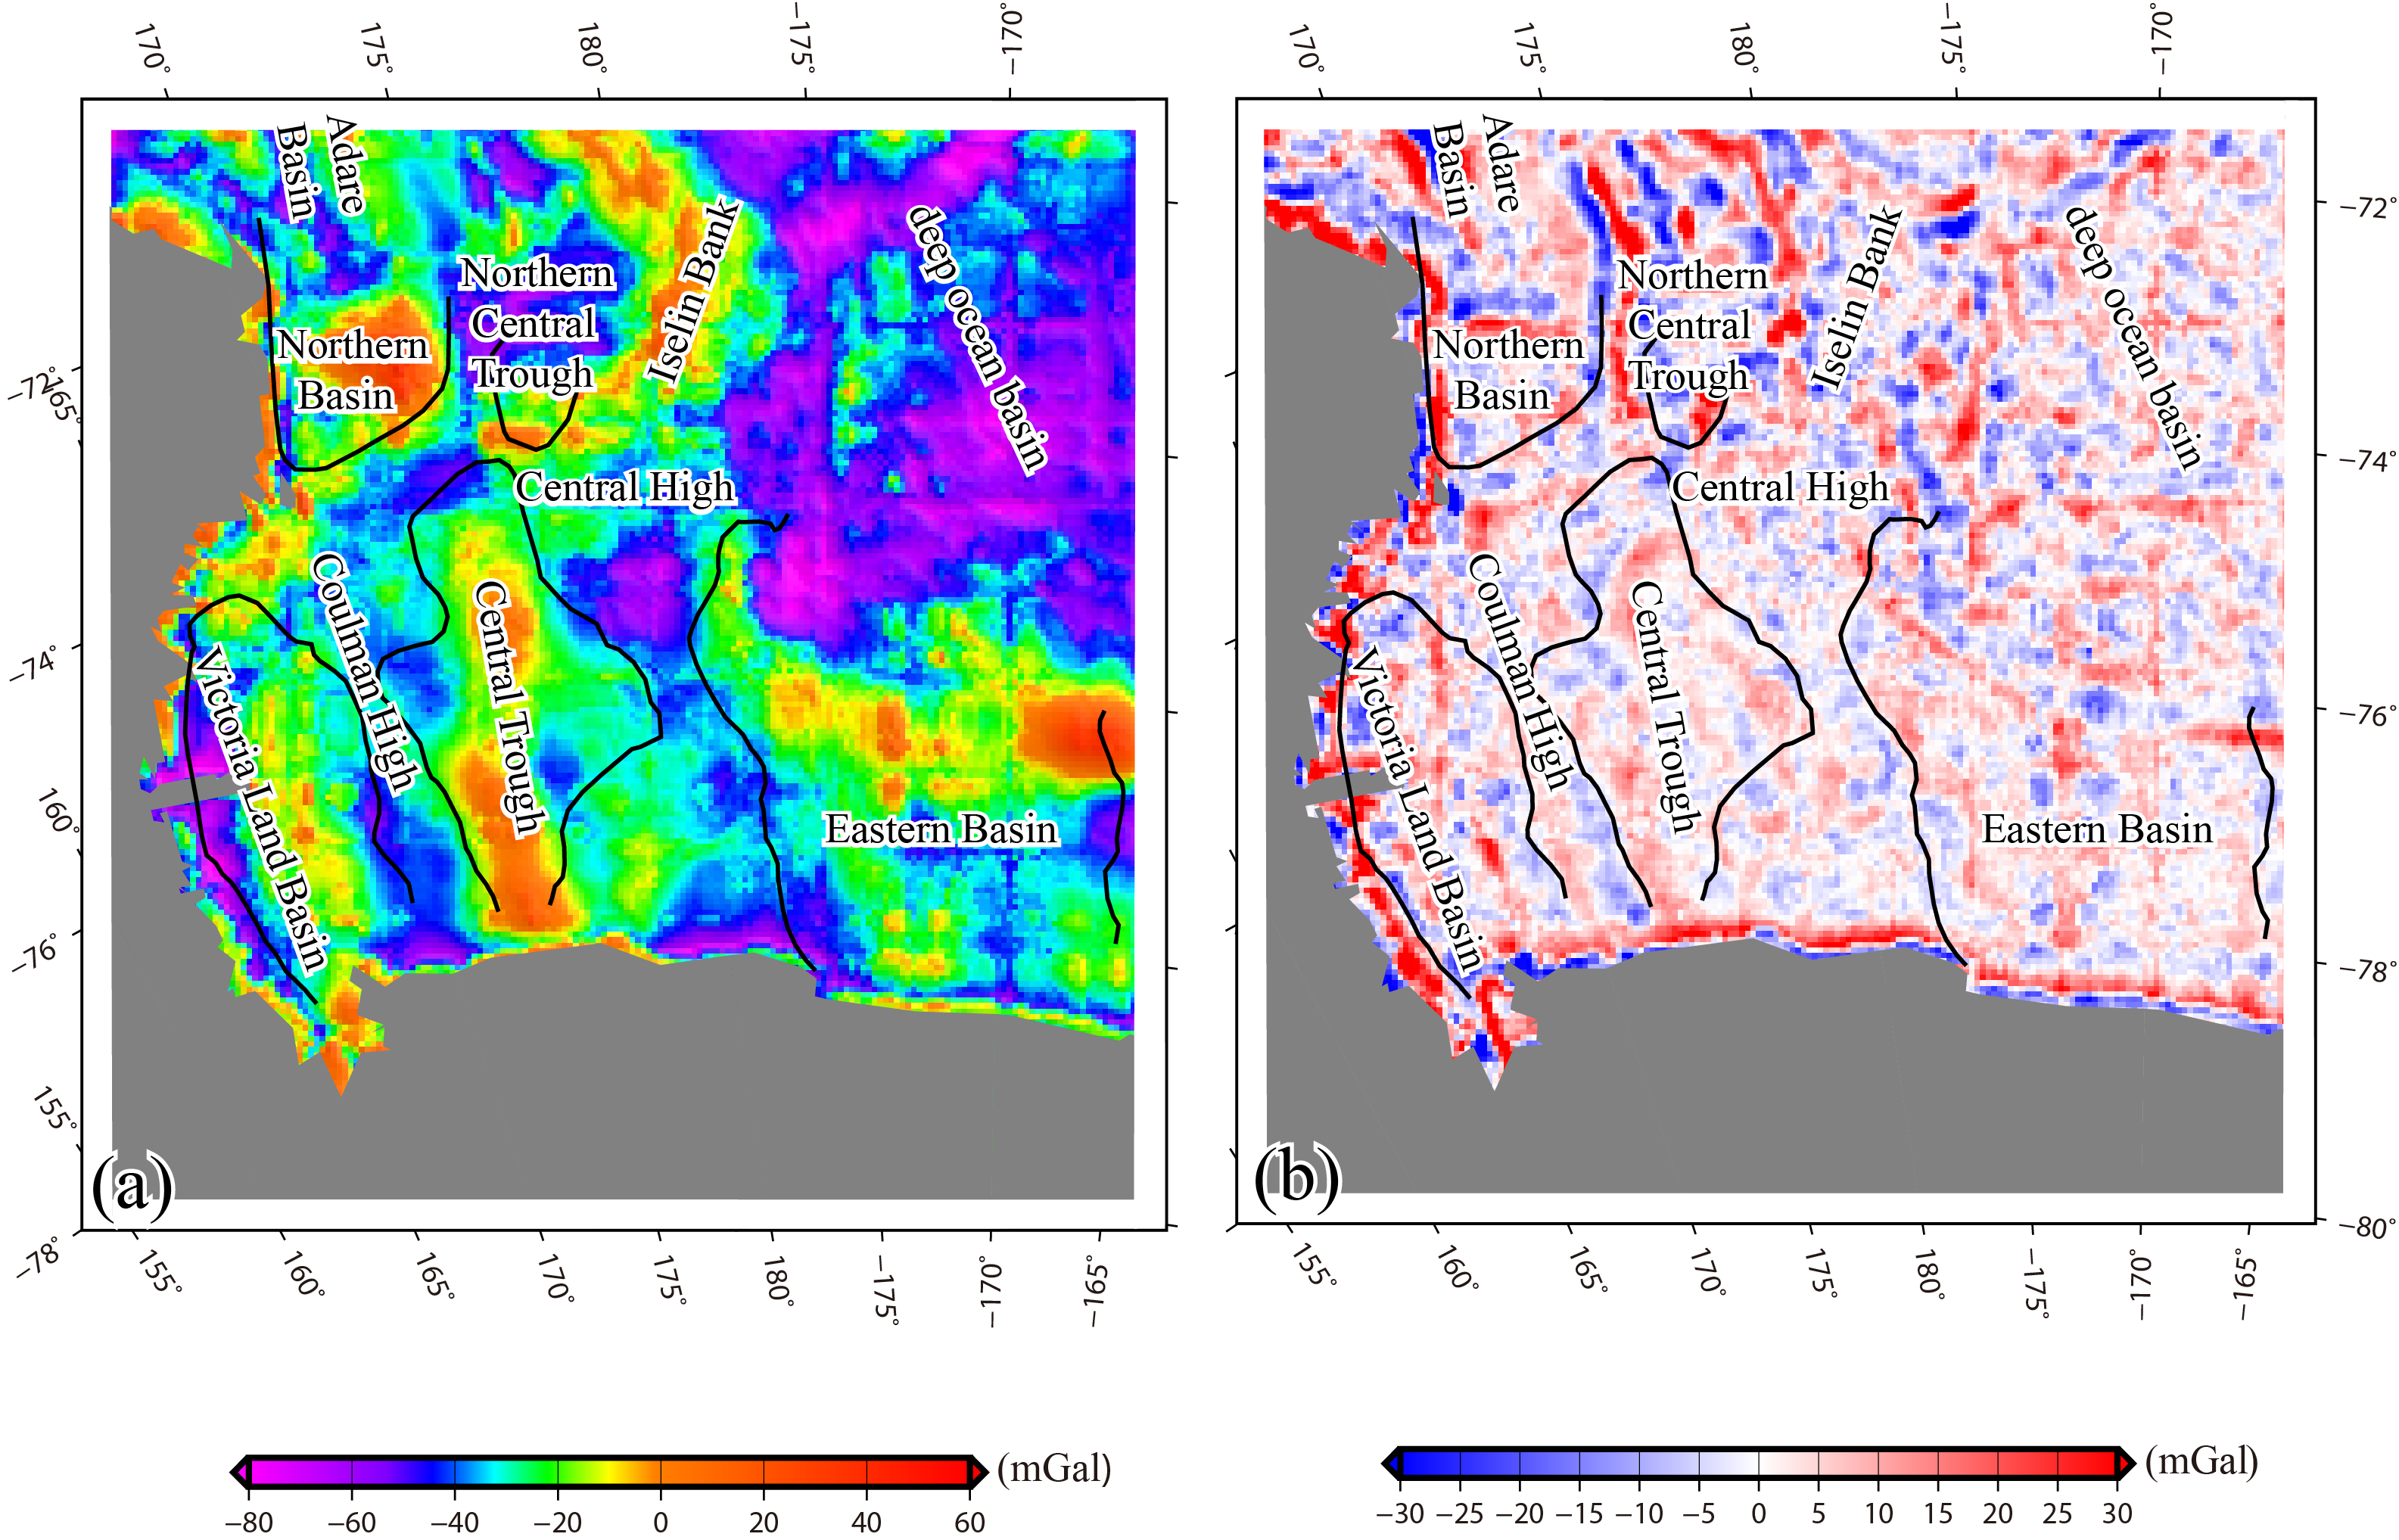 170°
175°
180°
−175°
−170°
170°
175°
180°
−175°
−170°
Adare
Basin
Northern
Central
Trough
Iselin Bank
deep ocean basin
Northern
Basin
Central High
Coulman High
Central Trough
Victoria Land Basin
Eastern Basin
−72°
165°
−74°
160°
−76°
155°
−78°
(a)
155°
160°
165°
170°
175°
180°
−175°
−170°
−165°
Adare
Basin
Northern
Central
Trough
Iselin Bank
deep ocean basin
Northern
Basin
Central High
Coulman High
Central Trough
Victoria Land Basin
Eastern Basin
−72°
−74°
−76°
−78°
−80°
(b)
155°
160°
165°
170°
175°
180°
−175°
−170°
−165°
(mGal)
−80 −60 −40 −20 0 20 40 60
(mGal)
−30 −25 −20 −15 −10 −5 0 5 10 15 20 25 30